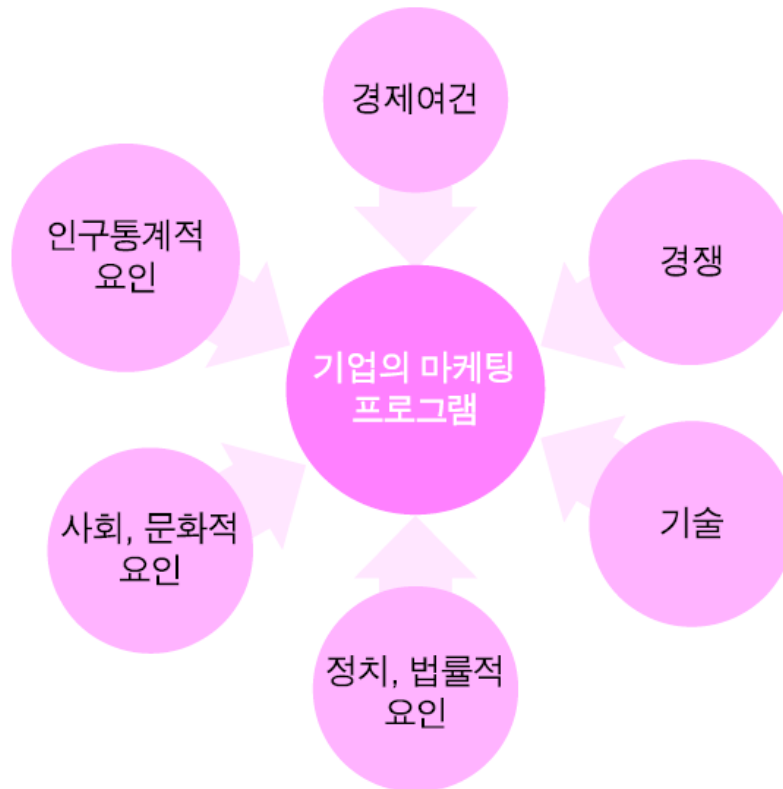 경제여건
인구통계적
요인
경쟁
기업의 마케팅
프로그램
사회, 문화적
요인
기술
정치, 법률적
요인